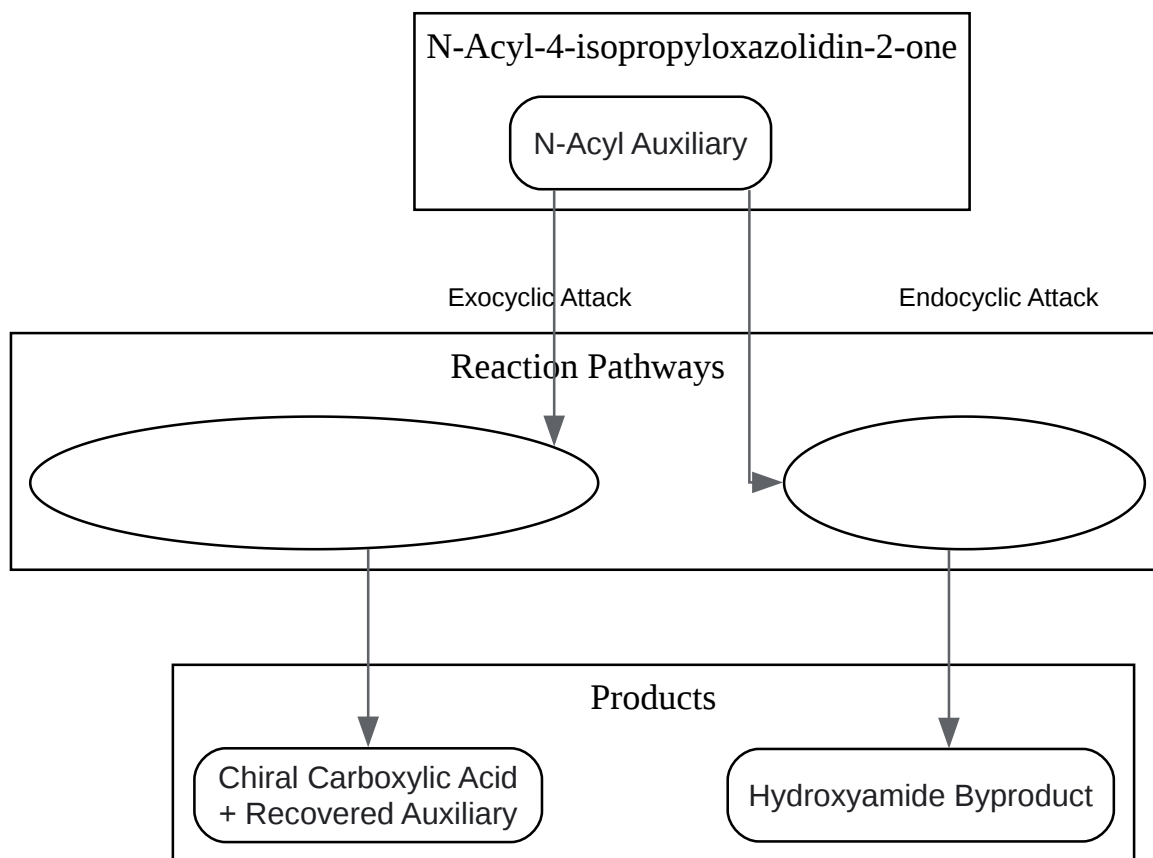 N-Acyl-4-isopropyloxazolidin-2-one
N-Acyl Auxiliary
Exocyclic Attack
Endocyclic Attack
Reaction Pathways
Products
Chiral Carboxylic Acid
+ Recovered Auxiliary
Hydroxyamide Byproduct